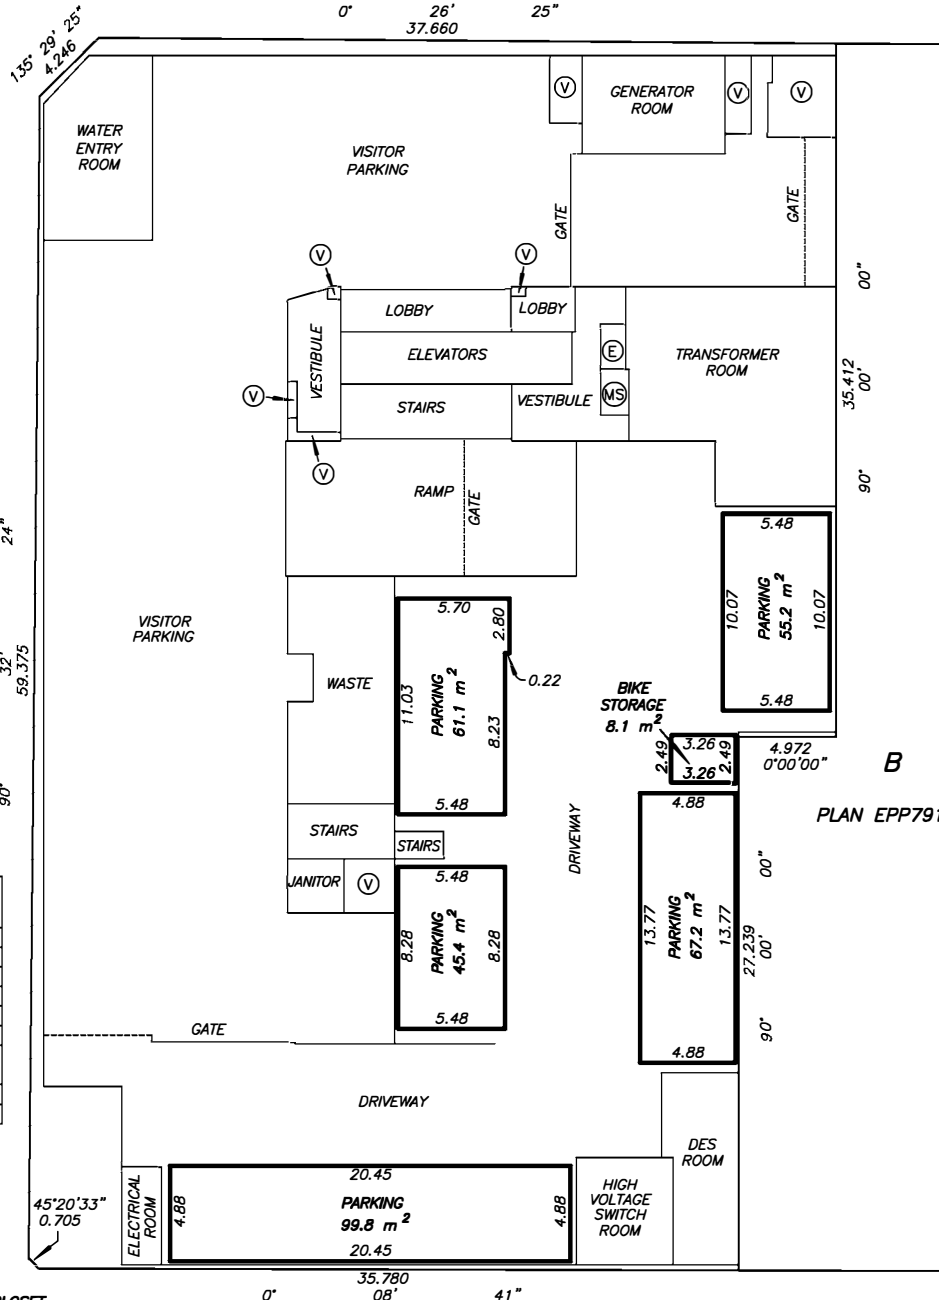 0° 26' 25"
37.660
135° 29' 25"
4.246
WATER
ENTRY
ROOM
VISITOR
PARKING
V
GENERATOR
ROOM
V
V
GATE
GATE
V
V
LOBBY
LOBBY
VESTIBULE
ELEVATORS
E
TRANSFORMER
ROOM
V
STAIRS
VESTIBULE
MS
V
90° 00' 00"
35.412
RAMP
GATE
24"
32'
90°
59.375
VISITOR
PARKING
WASTE
5.70
2.80
0.22
11.03
PARKING
61.1 m²
8.23
5.48
5.48
10.07
PARKING
55.2 m²
10.07
5.48
BIKE
STORAGE
8.1 m²
3.26
2.49
2.49
3.26
4.972
0°00'00"
B
PLAN EPP791
STAIRS
STAIRS
JANITOR
V
DRIVEWAY
5.48
8.28
PARKING
45.4 m²
8.28
5.48
4.88
13.77
PARKING
67.2 m²
13.77
4.88
90° 00' 00"
27.239
GATE
DRIVEWAY
DES
ROOM
ELECTRICAL
ROOM
20.45
4.88
PARKING
99.8 m²
4.88
20.45
HIGH
VOLTAGE
SWITCH
ROOM
45°20'33"
0.705
35.780
0° 08' 41"